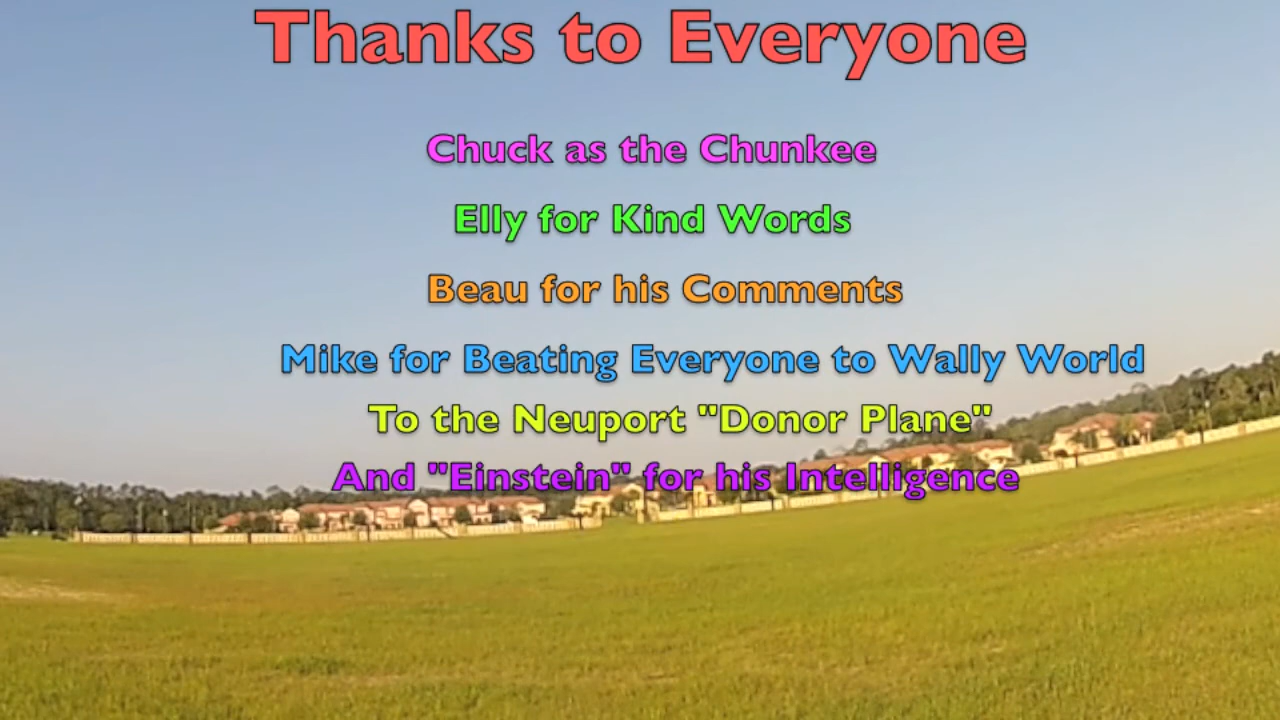 Thanks to Everyone
Chuck as the Chunkee
Elly for Kind Words
Beau for his Comments
Mike for Beating Everyone to Wally World
To the Neuport "Donor Plane"
And "Einstein" for his Intelligence